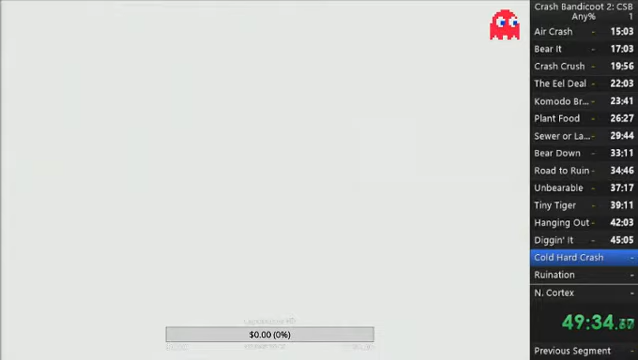 Crash Bandicoot 2: CSB
Any% 1
Air Crash - 15:03
Bear It - 17:03
Crash Crush - 19:56
The Eel Deal - 22:03
Komodo Br... - 23:41
Plant Food - 26:27
Sewer or La... - 29:44
Bear Down - 33:11
Road to Ruin - 34:46
Unbearable - 37:17
Tiny Tiger - 39:11
Hanging Out - 42:03
Diggin' It - 45:05
Cold Hard Crash -
Ruination -
N. Cortex -
49:34
$0.00 (0%)
Previous Segment -